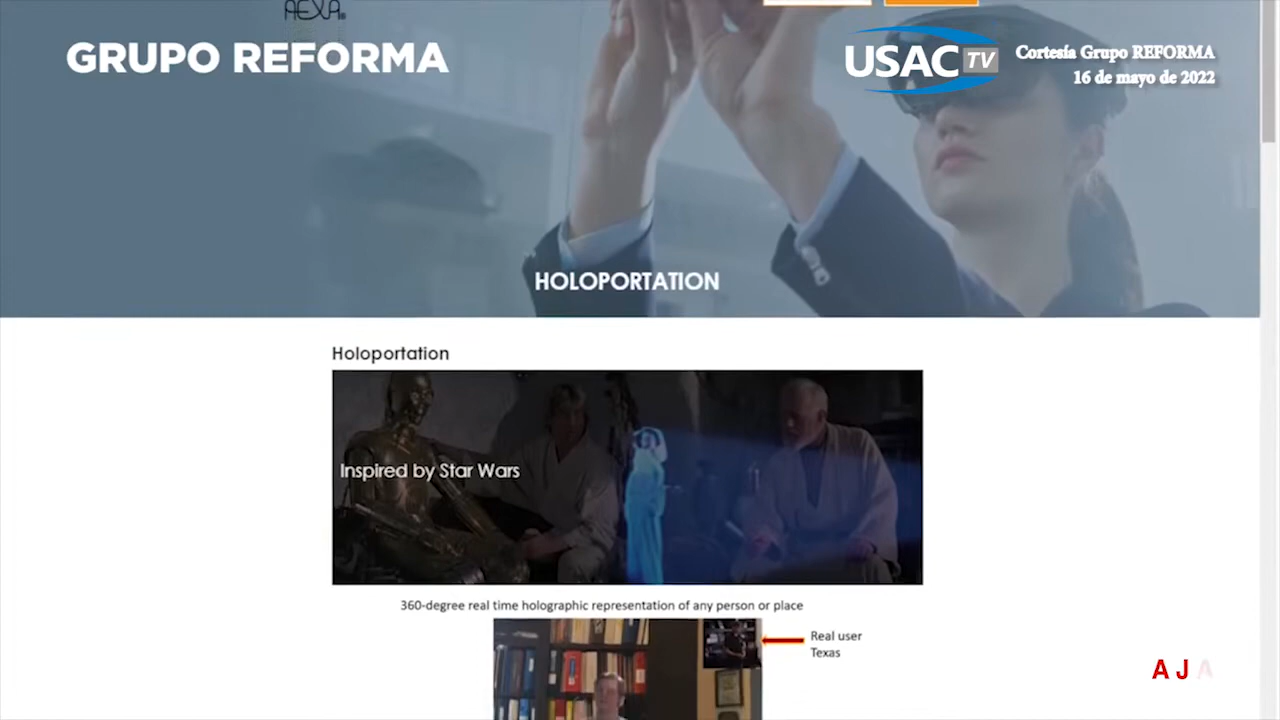 AEXA®
GRUPO REFORMA
USAC TV
Cortesía Grupo REFORMA
16 de mayo de 2022
HOLOPORTATION
Holoportation
Inspired by Star Wars
360-degree real time holographic representation of any person or place
Real user
Texas
A J A